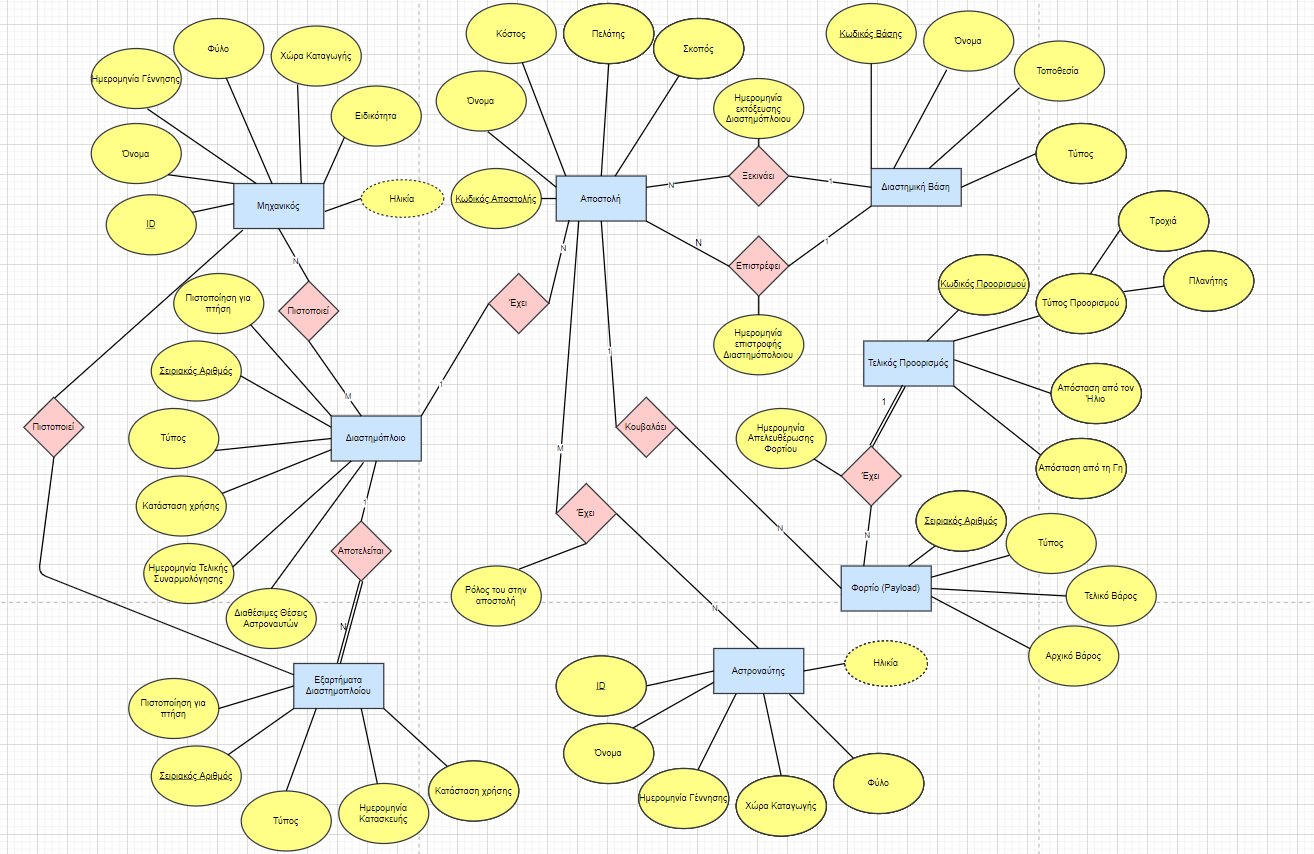 Κόστος
Πελάτης
Σκοπός
Κωδικός Βάσης
Όνομα
Τοποθεσία
Φύλο
Χώρα Καταγωγής
Ημερομηνία Γέννησης
Ειδικότητα
Όνομα
Όνομα
Ημερομηνία
εκτόξευσης
Διαστημόπλοιου
Τύπος
ID
Μηχανικός
Ηλικία
Κωδικός Αποστολής
Αποστολή
N
Ξεκινάει
1
Διαστημική Βάση
N
Επιστρέφει
1
Τροχιά
Πλανήτης
Κωδικός Προορισμού
Τύπος Προορισμού
N
N
Πιστοποίηση για
πτήση
Πιστοποιεί
Έχει
Ημερομηνία
επιστροφής
Διαστημόπολοιου
Τελικός Προορισμός
Σειριακός Αριθμός
M
1
1
Απόσταση από τον
Ήλιο
1
Πιστοποιεί
Τύπος
Διαστημόπλοιο
M
Κουβαλάει
Ημερομηνία
Απελευθέρωσης
Φορτίου
Έχει
Απόσταση από τη Γη
Κατάσταση χρήσης
1
Έχει
N
N
Σειριακός Αριθμός
Τύπος
Ημερομηνία Τελικής
Συναρμολόγησης
Αποτελείται
Διαθέσιμες Θέσεις
Αστροναυτών
Ρόλος του στην
αποστολή
Φορτίο (Payload)
Τελικό Βάρος
N
N
Αρχικό Βάρος
Εξαρτήματα
Διαστημοπλοίου
Αστροναύτης
Ηλικία
ID
Πιστοποίηση για
πτήση
Όνομα
Σειριακός Αριθμός
Τύπος
Ημερομηνία
Κατασκευής
Κατάσταση χρήσης
Ημερομηνία Γέννησης
Χώρα Καταγωγής
Φύλο